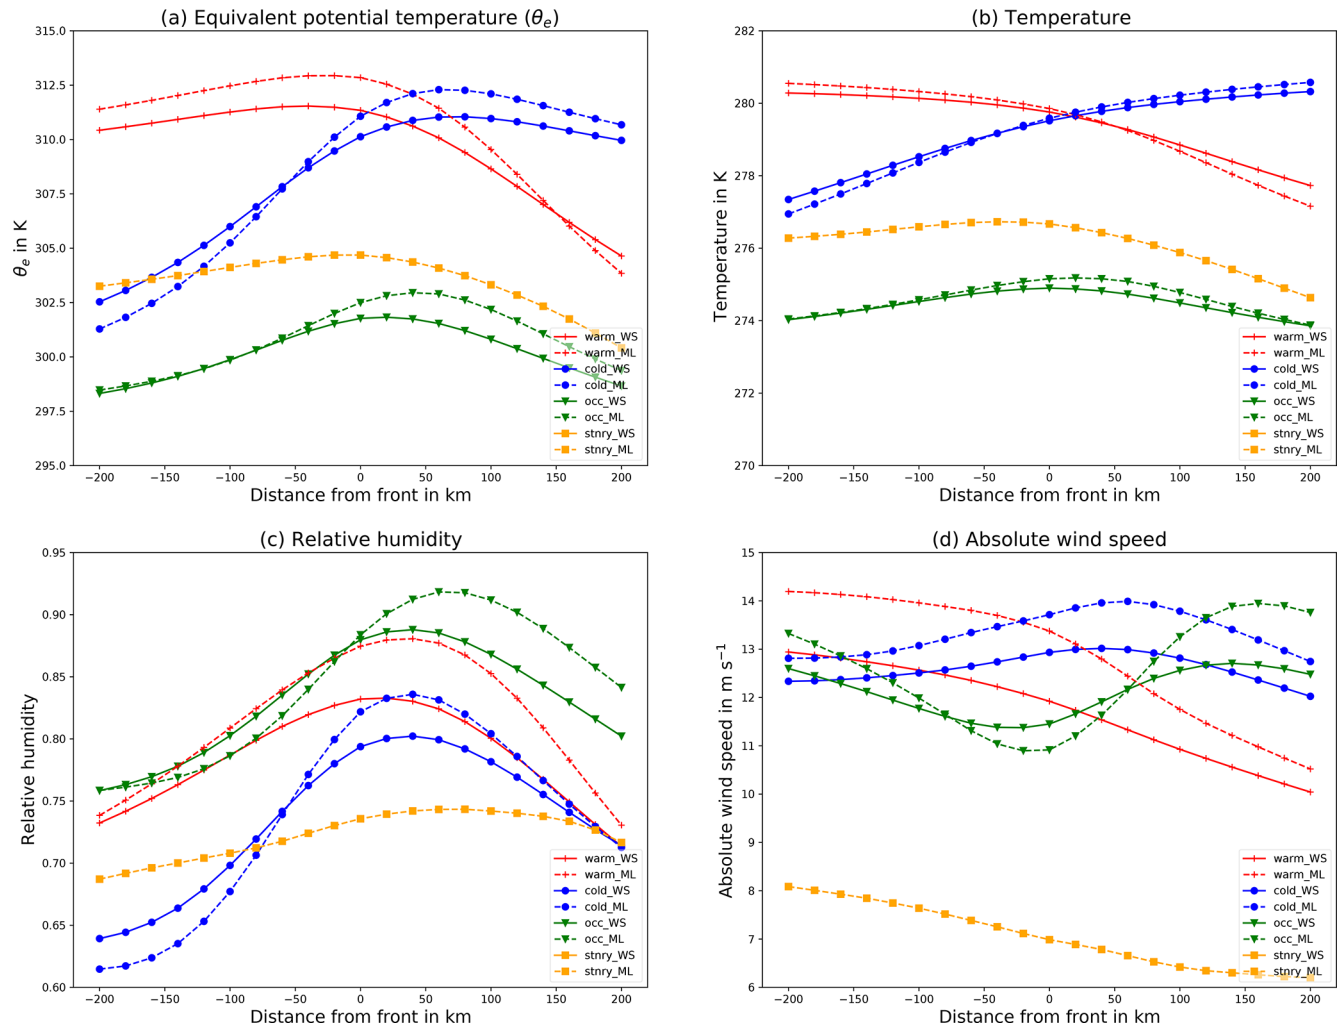 (a) Equivalent potential temperature (θe)
315.0
312.5
310.0
307.5
305.0
302.5
300.0
297.5
295.0
θe in K
−200
−150
−100
−50
0
50
100
150
200
Distance from front in km
warm_WS
warm_ML
cold_WS
cold_ML
occ_WS
occ_ML
stnry_WS
stnry_ML
(b) Temperature
282
280
278
276
274
272
270
Temperature in K
−200
−150
−100
−50
0
50
100
150
200
Distance from front in km
warm_WS
warm_ML
cold_WS
cold_ML
occ_WS
occ_ML
stnry_WS
stnry_ML
(c) Relative humidity
0.95
0.90
0.85
0.80
0.75
0.70
0.65
0.60
Relative humidity
−200
−150
−100
−50
0
50
100
150
200
Distance from front in km
warm_WS
warm_ML
cold_WS
cold_ML
occ_WS
occ_ML
stnry_WS
stnry_ML
(d) Absolute wind speed
15
14
13
12
11
10
9
8
7
6
Absolute wind speed in m s⁻¹
−200
−150
−100
−50
0
50
100
150
200
Distance from front in km
warm_WS
warm_ML
cold_WS
cold_ML
occ_WS
occ_ML
stnry_WS
stnry_ML